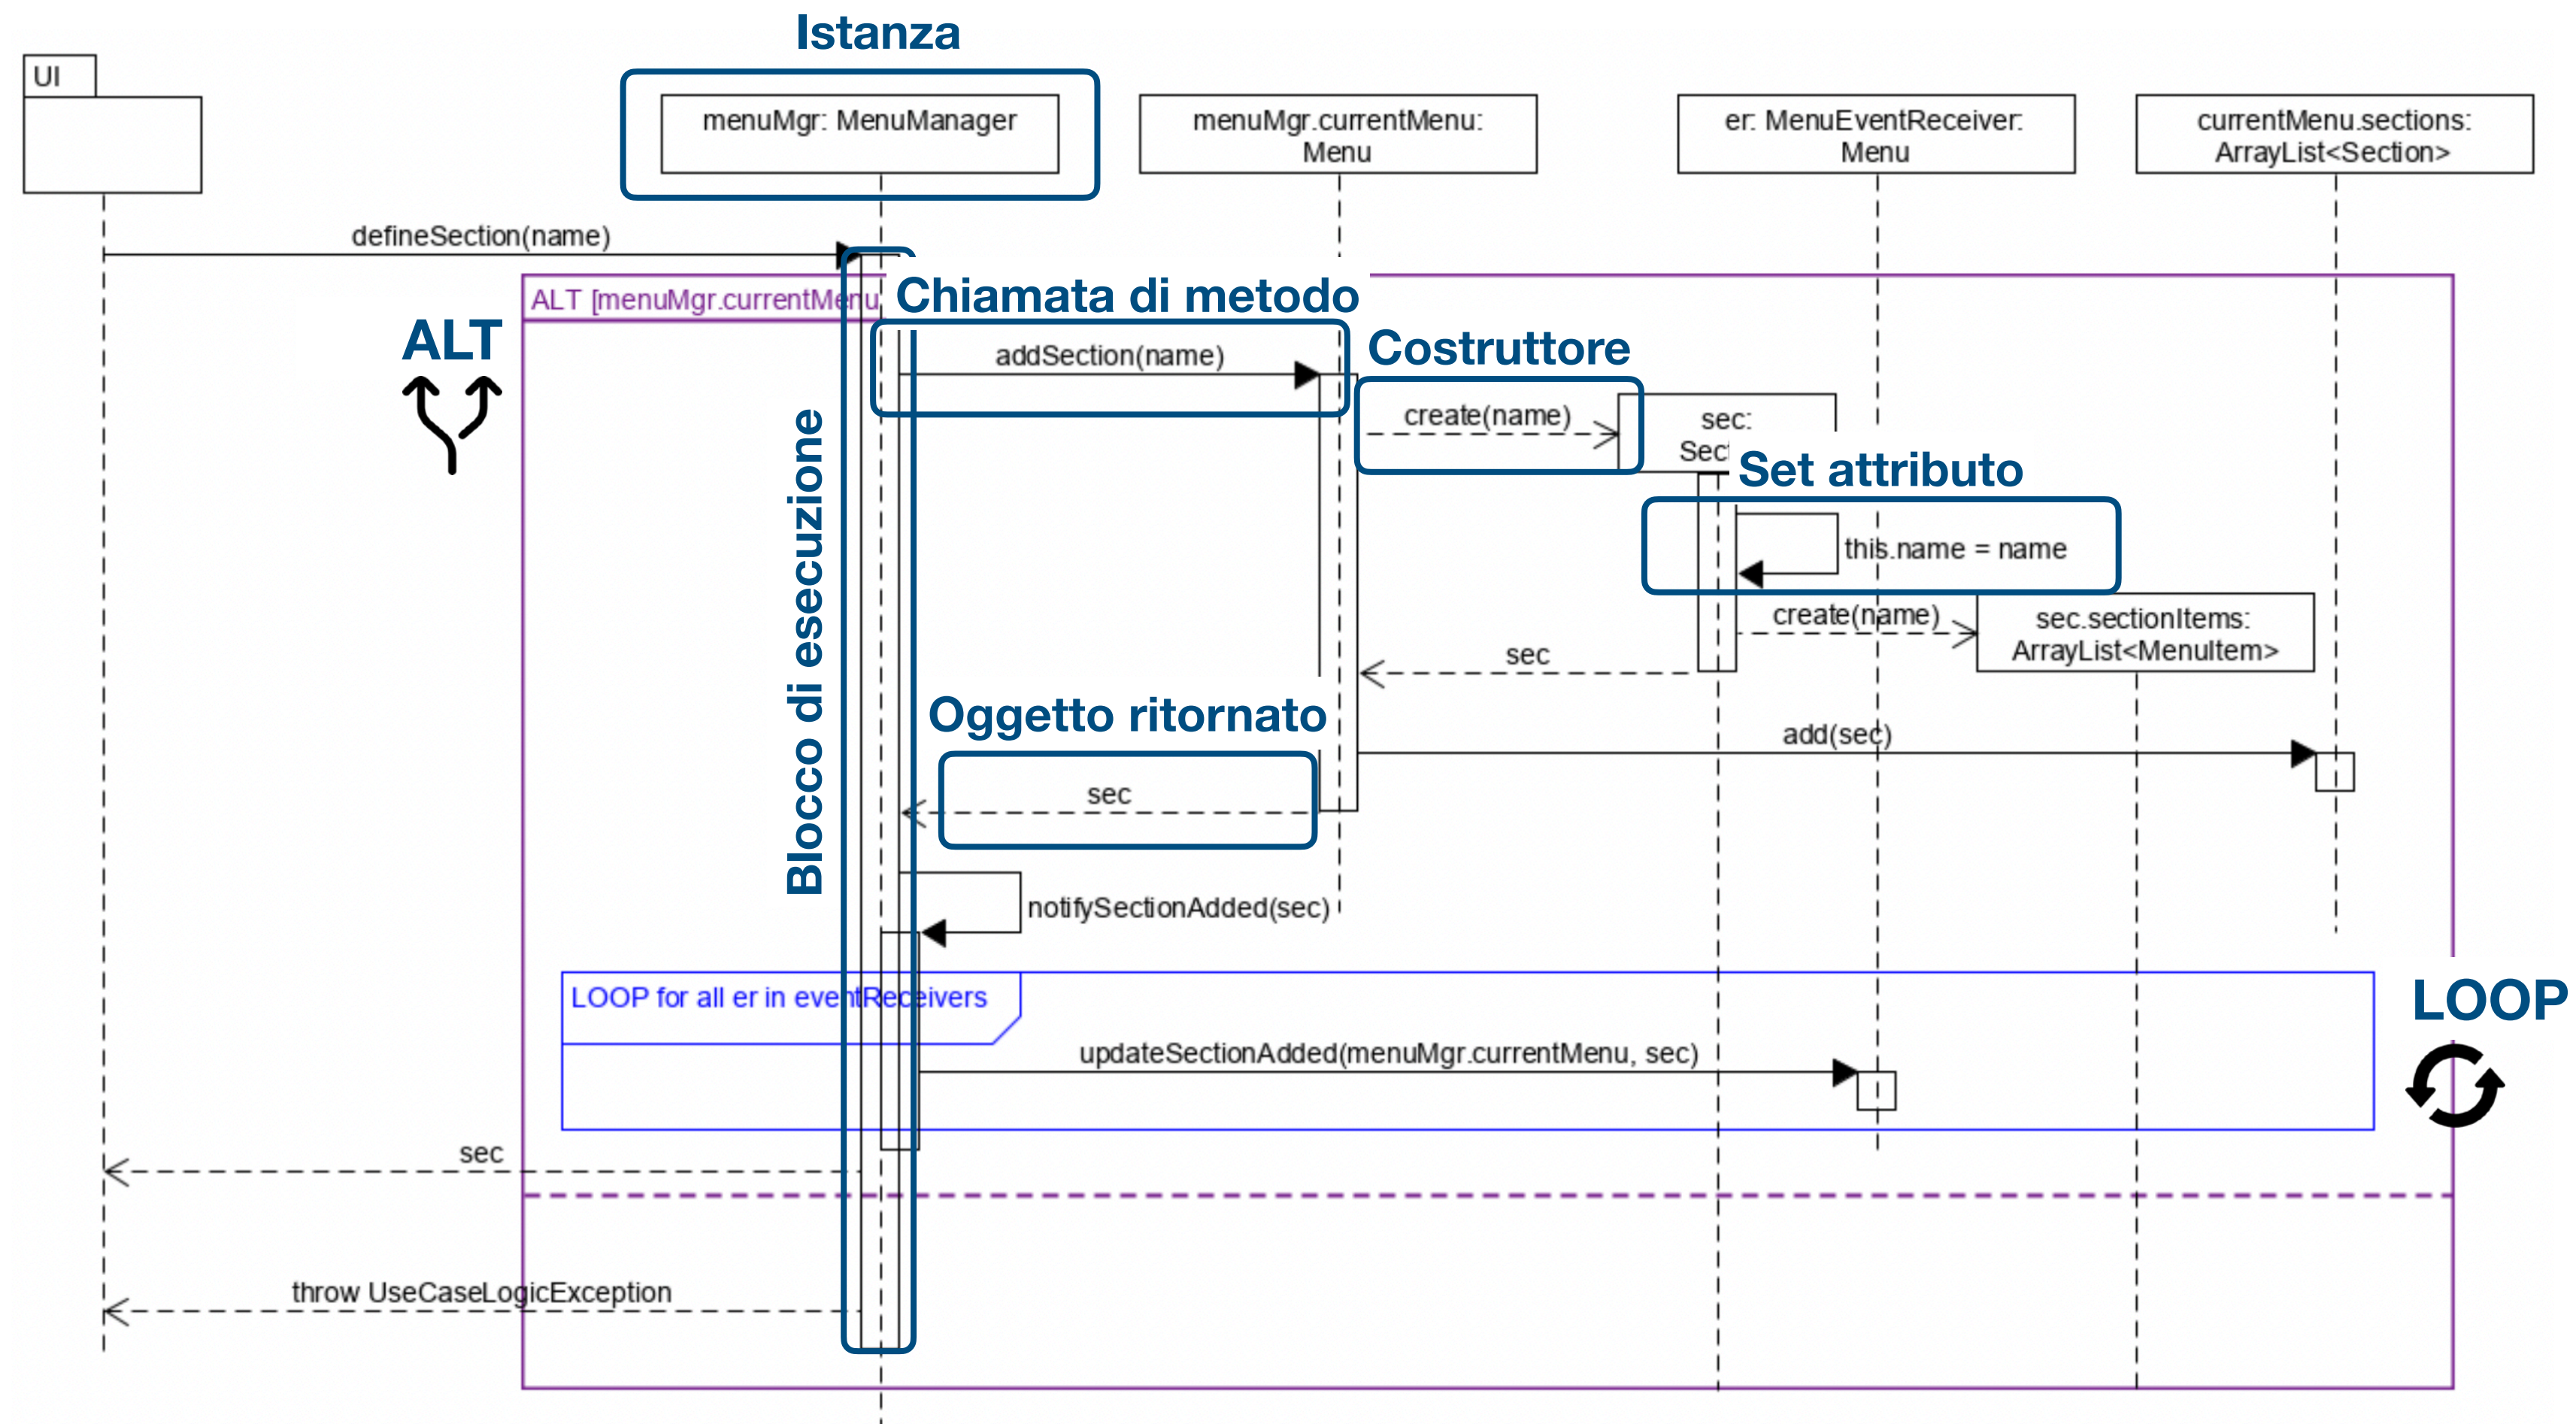 Istanza
UI
menuMgr: MenuManager
menuMgr.currentMenu:
Menu
er: MenuEventReceiver:
Menu
currentMenu.sections:
ArrayList<Section>
defineSection(name)
ALT [menuMgr.currentMenu
Chiamata di metodo
ALT
addSection(name)
Costruttore
create(name)
sec:
Sect
Set attributo
this.name = name
Blocco di esecuzione
create(name)
sec.sectionItems:
ArrayList<MenuItem>
sec
Oggetto ritornato
add(sec)
sec
notifySectionAdded(sec)
LOOP for all er in eventReceivers
LOOP
updateSectionAdded(menuMgr.currentMenu, sec)
sec
throw UseCaseLogicException